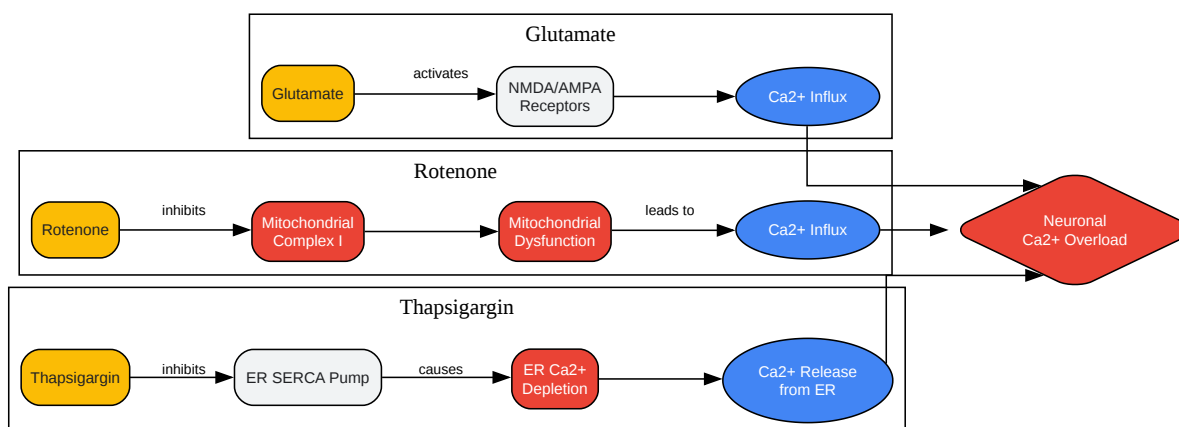 Glutamate
Glutamate
activates
NMDA/AMPA
Receptors
Ca2+ Influx
Rotenone
Rotenone
inhibits
Mitochondrial
Complex I
Mitochondrial
Dysfunction
leads to
Ca2+ Influx
Neuronal
Ca2+ Overload
Thapsigargin
Thapsigargin
inhibits
ER SERCA Pump
causes
ER Ca2+
Depletion
Ca2+ Release
from ER